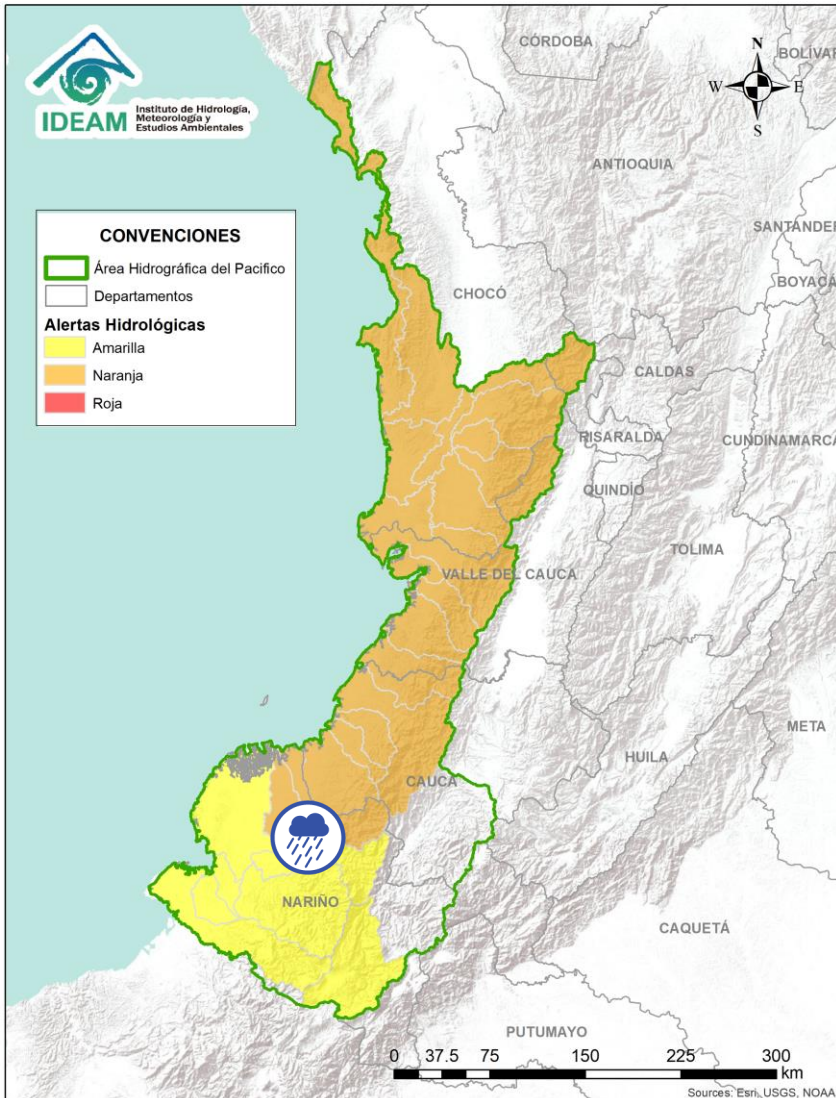 IDEAM
Instituto de Hidrología,
Meteorología y
Estudios Ambientales
CÓRDOBA
BOLÍVAR
N
W
E
S
ANTIOQUIA
SANTANDER
BOYACÁ
CONVENCIONES
Área Hidrográfica del Pacifico
Departamentos
Alertas Hidrológicas
Amarilla
Naranja
Roja
CHOCÓ
CALDAS
RISARALDA
CUNDINAMARCA
QUINDÍO
TOLIMA
VALLE DEL CAUCA
META
HUILA
CAUCA
NARIÑO
CAQUETÁ
PUTUMAYO
0 37.5 75 150 225 300
km
Sources: Esri, USGS, NOAA